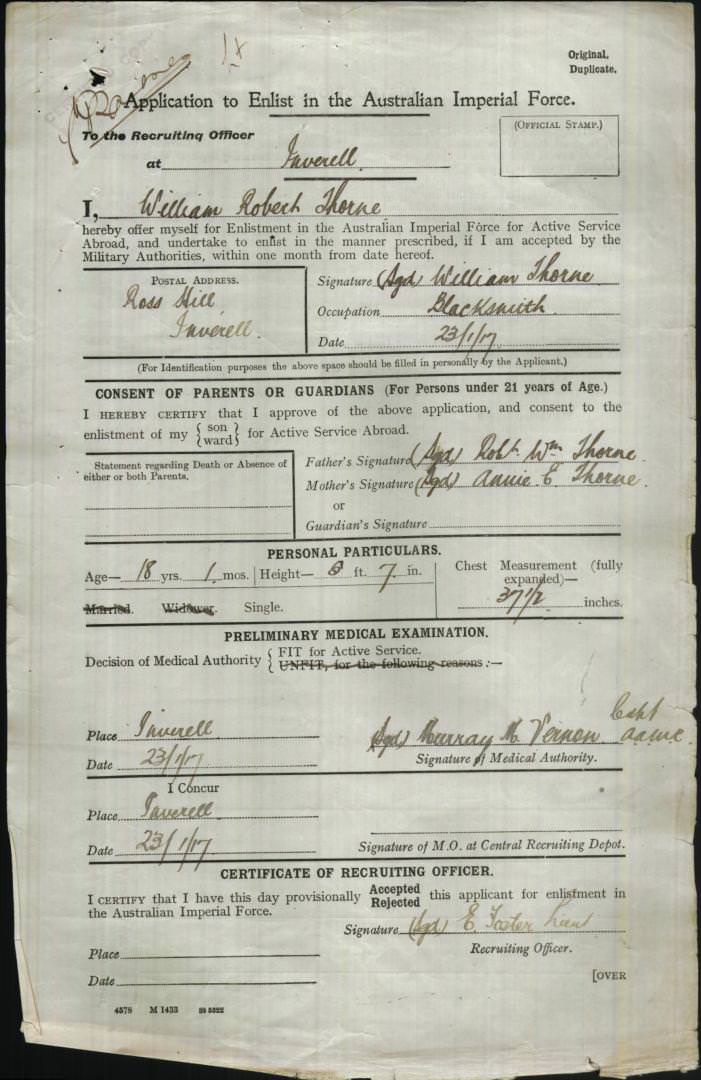 Original.
Duplicate.
Application to Enlist in the Australian Imperial Force.
To the Recruiting Officer
(OFFICIAL STAMP.)
at Inverell
I, William Robert Thorne
hereby offer myself for Enlistment in the Australian Imperial Force for Active Service
Abroad, and undertake to enlist in the manner prescribed, if I am accepted by the
Military Authorities, within one month from date hereof.
POSTAL ADDRESS.
Ross Hill
Inverell.
Signature (Sgd) William Thorne
Occupation Blacksmith
Date 23/1/17
(For Identification purposes the above space should be filled in personally by the Applicant.)
CONSENT OF PARENTS OR GUARDIANS (For Persons under 21 years of Age.)
I HEREBY CERTIFY that I approve of the above application, and consent to the
enlistment of my { son ward } for Active Service Abroad.
Statement regarding Death or Absence of
either or both Parents.
Father's Signature (Sgd) Robt. Wm Thorne.
Mother's Signature (Sgd) Annie E. Thorne.
or
Guardian's Signature
PERSONAL PARTICULARS.
Age— 18 yrs. 1 mos. Height— ft. 7 in.
Chest Measurement (fully
expanded)—
37 1/2 inches.
Married. Widower. Single.
PRELIMINARY MEDICAL EXAMINATION.
Decision of Medical Authority { FIT for Active Service.
UNFIT, for the following reasons :—
Place Inverell
Date 23/1/17
(Sgd) Murray M. Vernon Capt
AAMC.
Signature of Medical Authority.
I Concur
Place Inverell
Date 23/1/17
Signature of M.O. at Central Recruiting Depot.
CERTIFICATE OF RECRUITING OFFICER.
I CERTIFY that I have this day provisionally Accepted Rejected this applicant for enlistment in
the Australian Imperial Force.
Signature (Sgd) E. Foster Lieut
Recruiting Officer.
Place
Date
[OVER
4578 M 1433